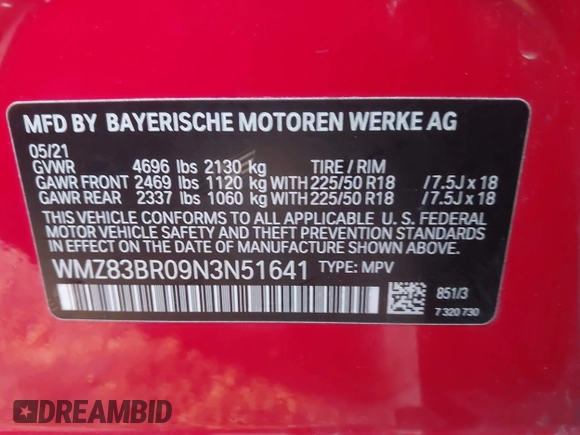 MFD BY BAYERISCHE MOTOREN WERKE AG
05/21
GVWR 4696 lbs 2130 kg TIRE / RIM
GAWR FRONT 2469 lbs 1120 kg WITH 225/50 R18 /7.5J x 18
GAWR REAR 2337 lbs 1060 kg WITH 225/50 R18 /7.5J x 18
THIS VEHICLE CONFORMS TO ALL APPLICABLE U. S. FEDERAL
MOTOR VEHICLE SAFETY AND THEFT PREVENTION STANDARDS
IN EFFECT ON THE DATE OF MANUFACTURE SHOWN ABOVE.
WMZ83BR09N3N51641 TYPE: MPV
851/3
7 320 730
DREAMBID